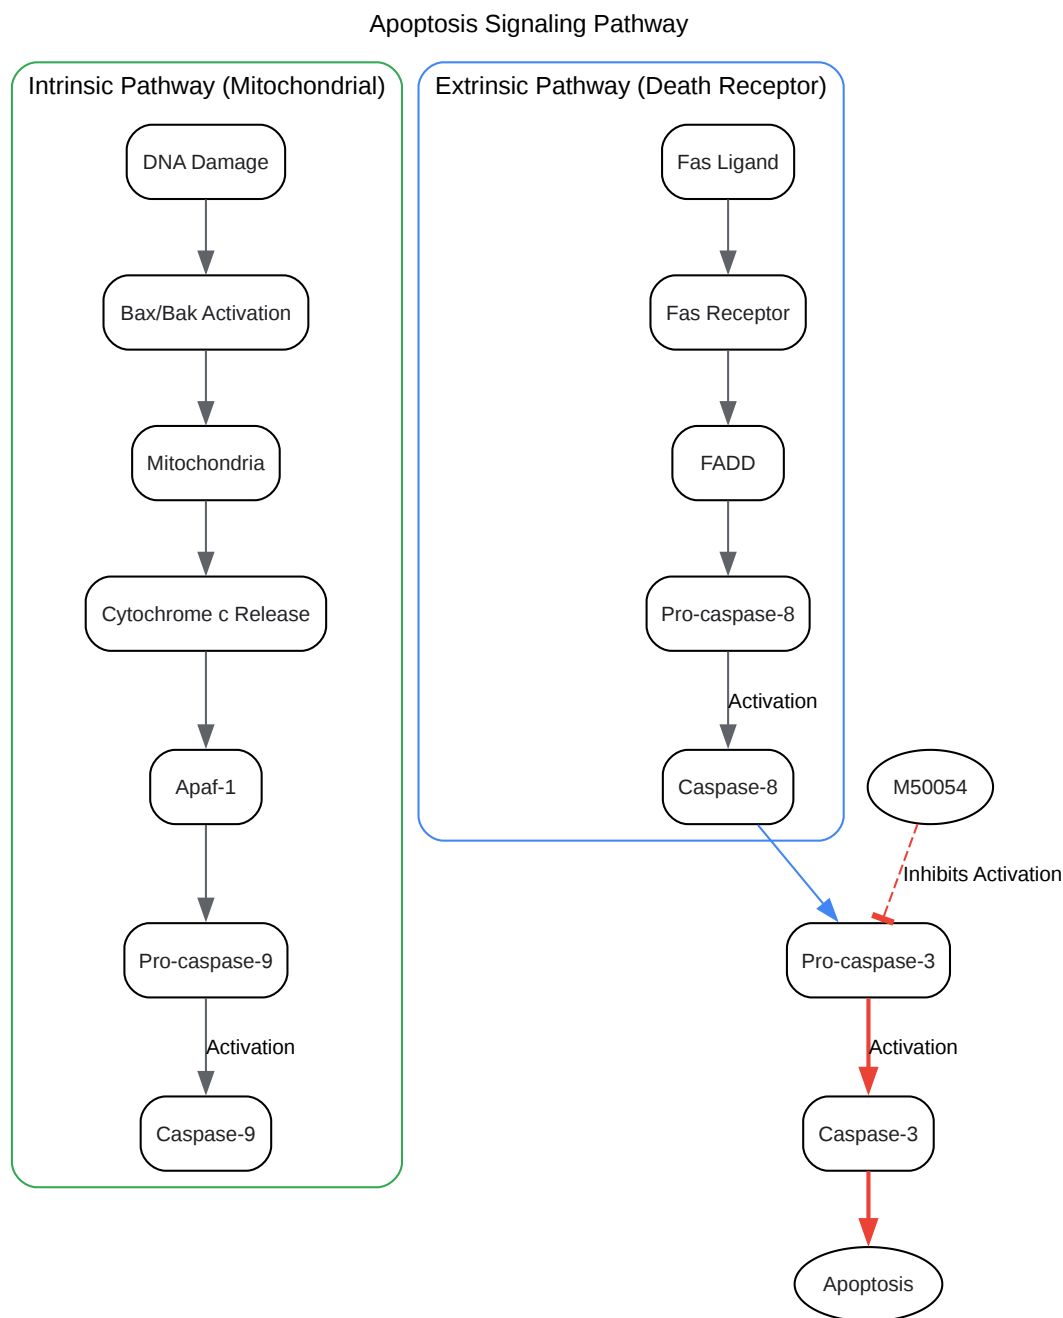 Apoptosis Signaling Pathway
Intrinsic Pathway (Mitochondrial)
DNA Damage
Bax/Bak Activation
Mitochondria
Cytochrome c Release
Apaf-1
Pro-caspase-9
Activation
Caspase-9
Extrinsic Pathway (Death Receptor)
Fas Ligand
Fas Receptor
FADD
Pro-caspase-8
Activation
Caspase-8
M50054
Inhibits Activation
Pro-caspase-3
Activation
Caspase-3
Apoptosis